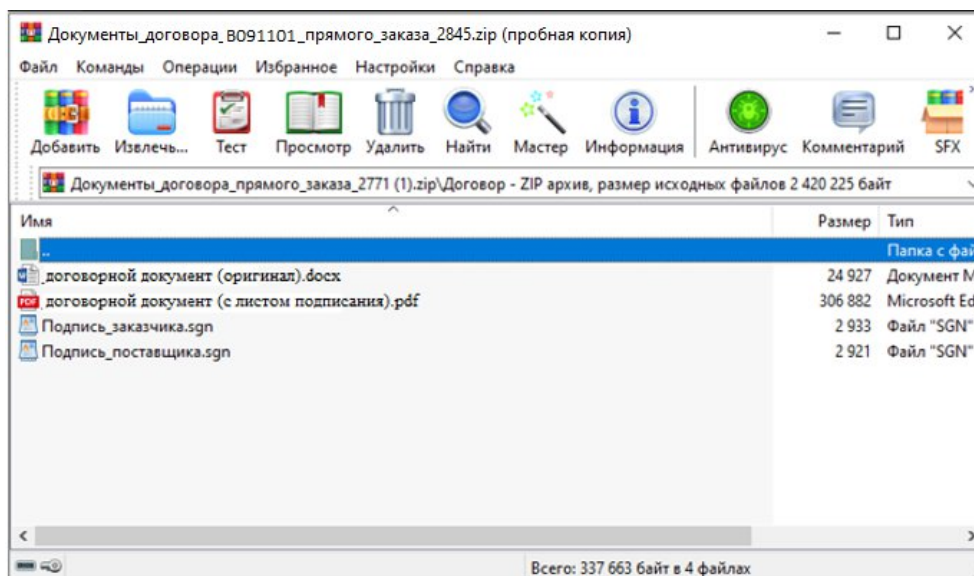 Документы_договора_B091101_прямого_заказа_2845.zip (пробная копия)
Файл Команды Операции Избранное Настройки Справка
Добавить Извлечь... Тест Просмотр Удалить Найти Мастер Информация Антивирус Комментарий SFX
Документы_договора_прямого_заказа_2771 (1).zip\Договор - ZIP архив, размер исходных файлов 2 420 225 байт
Имя Размер Тип
.. Папка с фай
договорной документ (оригинал).docx 24 927 Документ M
PDF договорной документ (с листом подписания).pdf 306 882 Microsoft Ed
Подпись_заказчика.sgn 2 933 Файл "SGN"
Подпись_поставщика.sgn 2 921 Файл "SGN"
Всего: 337 663 байт в 4 файлах